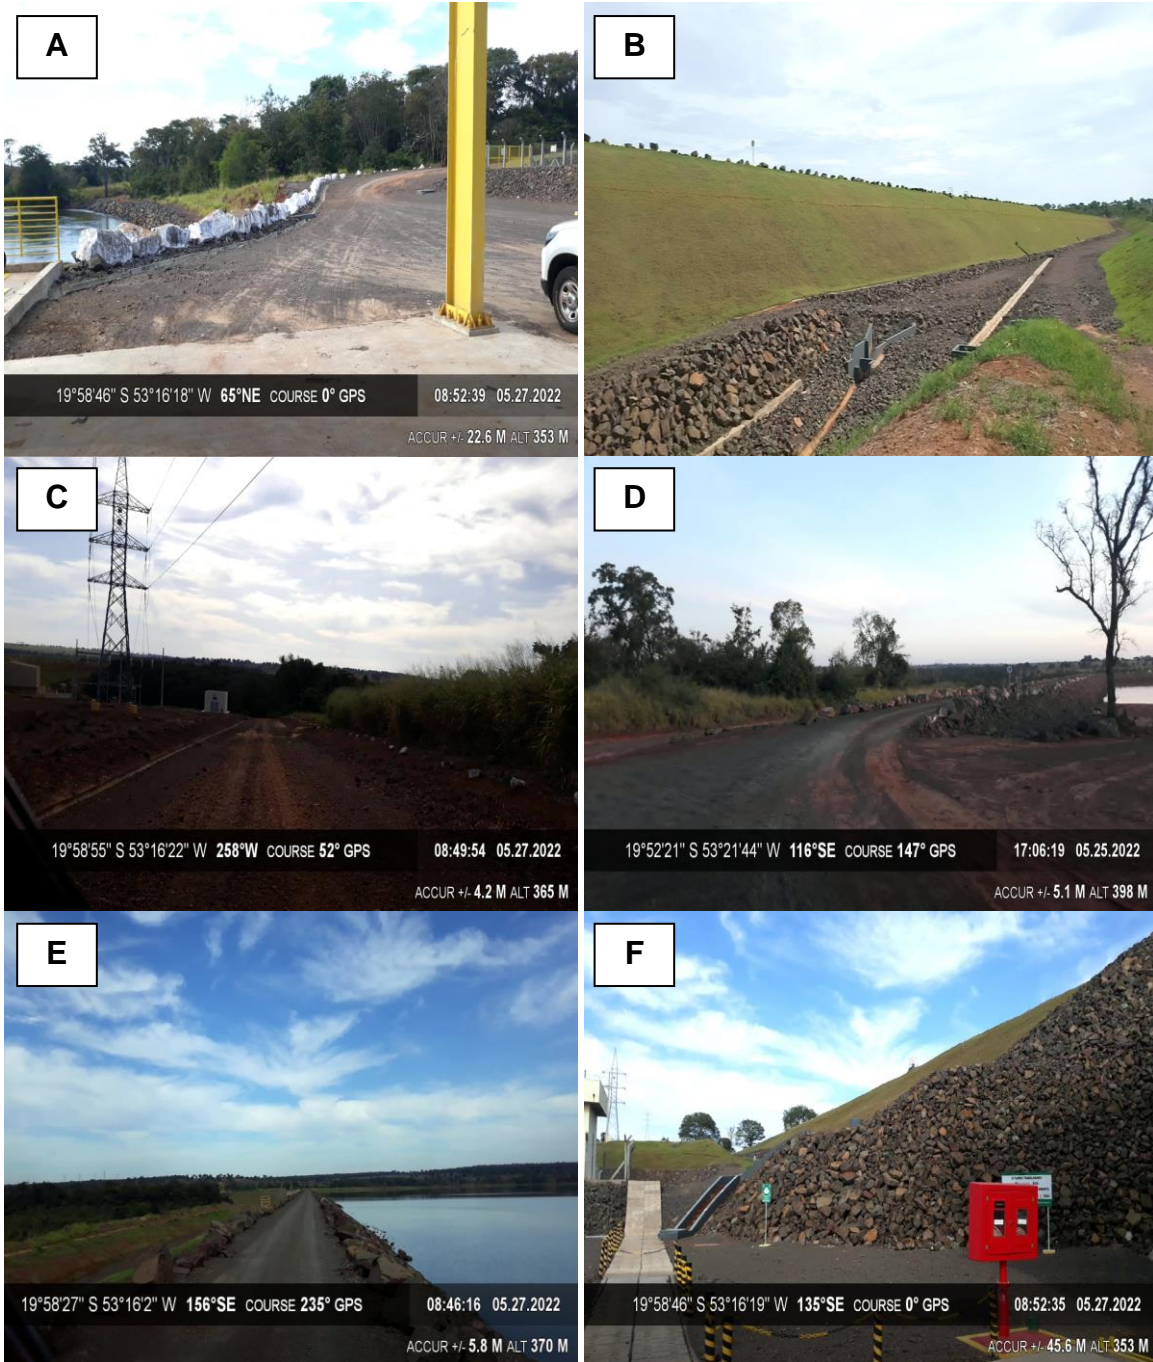 A
B
19°58'46" S 53°16'18" W 65°NE COURSE 0° GPS 08:52:39 05.27.2022
ACCUR +/- 22.6 M ALT 353 M
C
D
19°58'55" S 53°16'22" W 258°W COURSE 52° GPS 08:49:54 05.27.2022
ACCUR +/- 4.2 M ALT 365 M
19°52'21" S 53°21'44" W 116°SE COURSE 147° GPS 17:06:19 05.25.2022
ACCUR +/- 5.1 M ALT 398 M
E
F
19°58'27" S 53°16'2" W 156°SE COURSE 235° GPS 08:46:16 05.27.2022
ACCUR +/- 5.8 M ALT 370 M
19°58'46" S 53°16'19" W 135°SE COURSE 0° GPS 08:52:35 05.27.2022
ACCUR +/- 45.6 M ALT 353 M